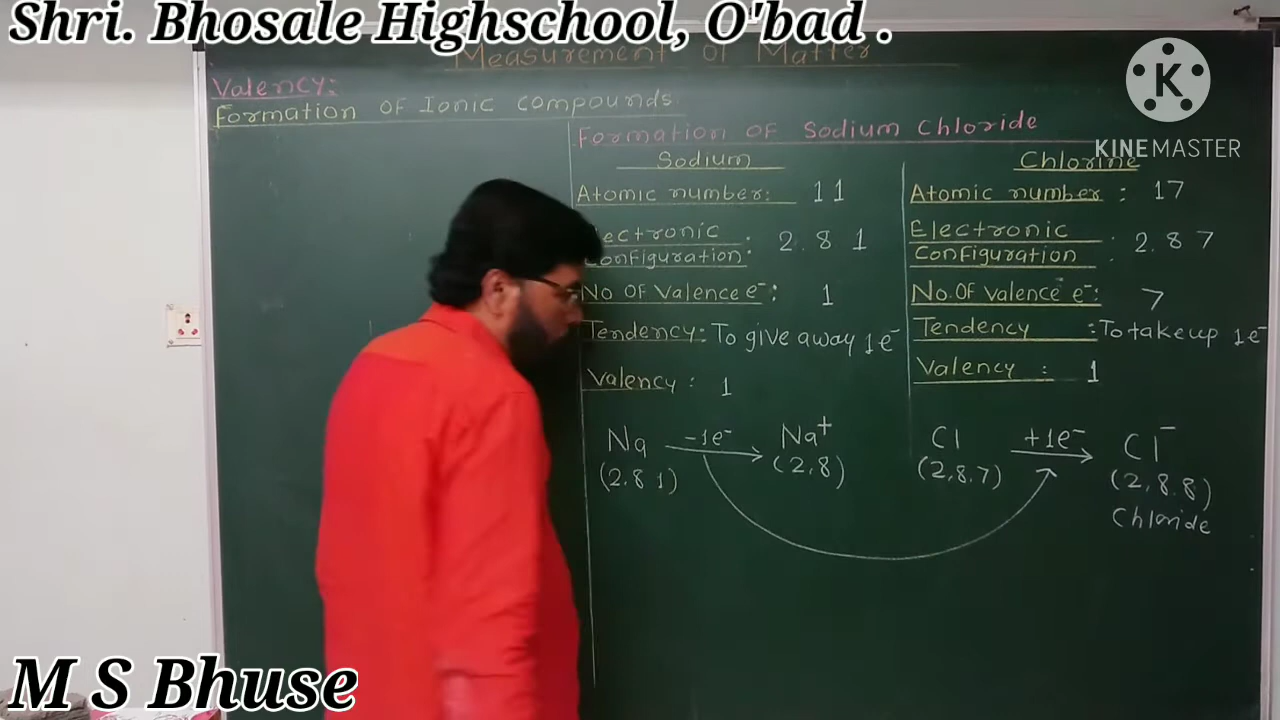 Shri. Bhosale Highschool, O'bad .
Measurement of Matter
Valency:
Formation of Ionic compounds
K
KINEMASTER
Formation of Sodium Chloride
Sodium
Atomic number: 11
Electronic
Configuration: 2.8 1
No of valence e⁻: 1
Tendency: To give away 1e⁻
Valency: 1
Na -1e⁻ Na⁺
(2.8 1) (2,8)
Chlorine
Atomic number : 17
Electronic
Configuration : 2.8 7
No. of valence e⁻: 7
Tendency : To take up 1e⁻
Valency : 1
Cl +1e⁻ Cl⁻
(2,8.7) (2,8.8)
Chloride
M S Bhuse